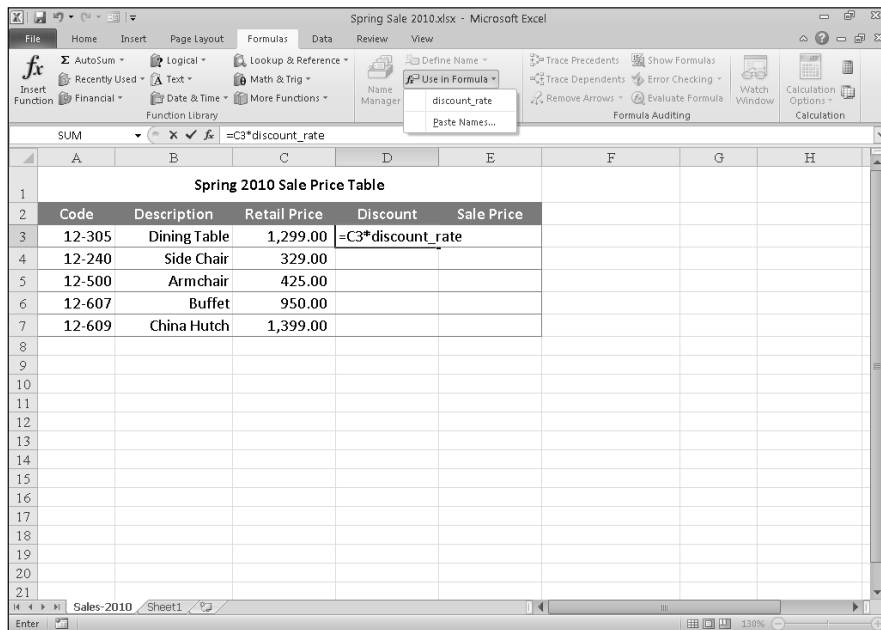 Spring Sale 2010.xlsx - Microsoft Excel
File Home Insert Page Layout Formulas Data Review View
fx Insert Function
Σ AutoSum
Recently Used
Financial
Logical
Text
Date & Time
Lookup & Reference
Math & Trig
More Functions
Function Library
Name Manager
Define Name
Use in Formula
discount_rate
Paste Names...
Trace Precedents
Trace Dependents
Remove Arrows
Show Formulas
Error Checking
Evaluate Formula
Formula Auditing
Watch Window
Calculation Options
Calculation
SUM fx =C3*discount_rate
A B C D E F G H
1 Spring 2010 Sale Price Table
2 Code Description Retail Price Discount Sale Price
3 12-305 Dining Table 1,299.00 =C3*discount_rate
4 12-240 Side Chair 329.00
5 12-500 Armchair 425.00
6 12-607 Buffet 950.00
7 12-609 China Hutch 1,399.00
8
9
10
11
12
13
14
15
16
17
18
19
20
21
Sales-2010 Sheet1
Enter 130%